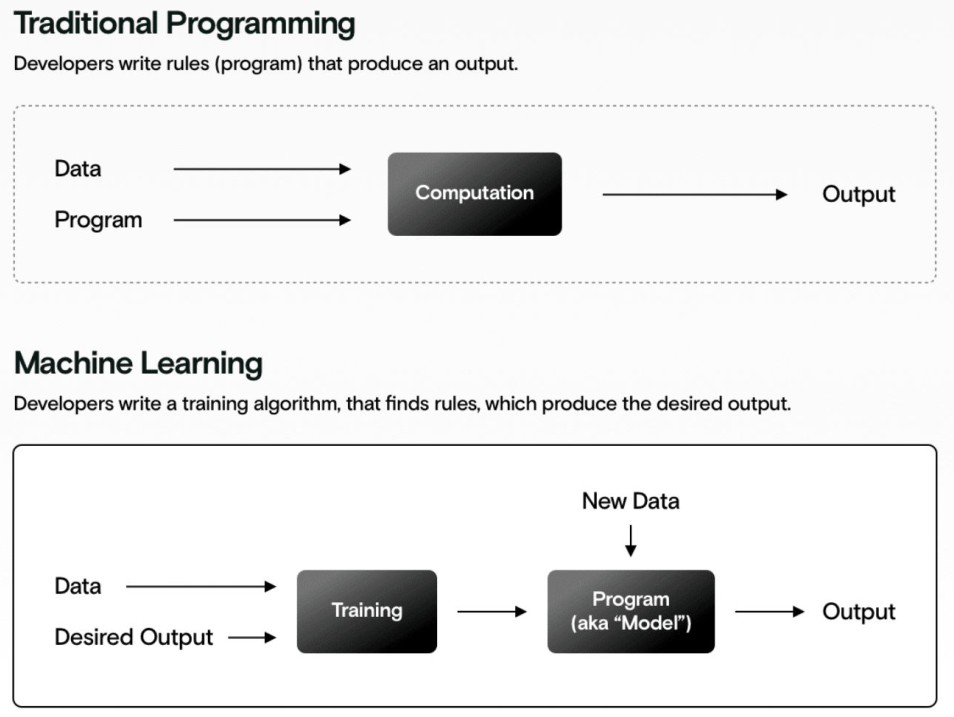 Traditional Programming
Developers write rules (program) that produce an output.
Data
Program
Computation
Output
Machine Learning
Developers write a training algorithm, that finds rules, which produce the desired output.
New Data
Data
Desired Output
Training
Program
(aka “Model”)
Output